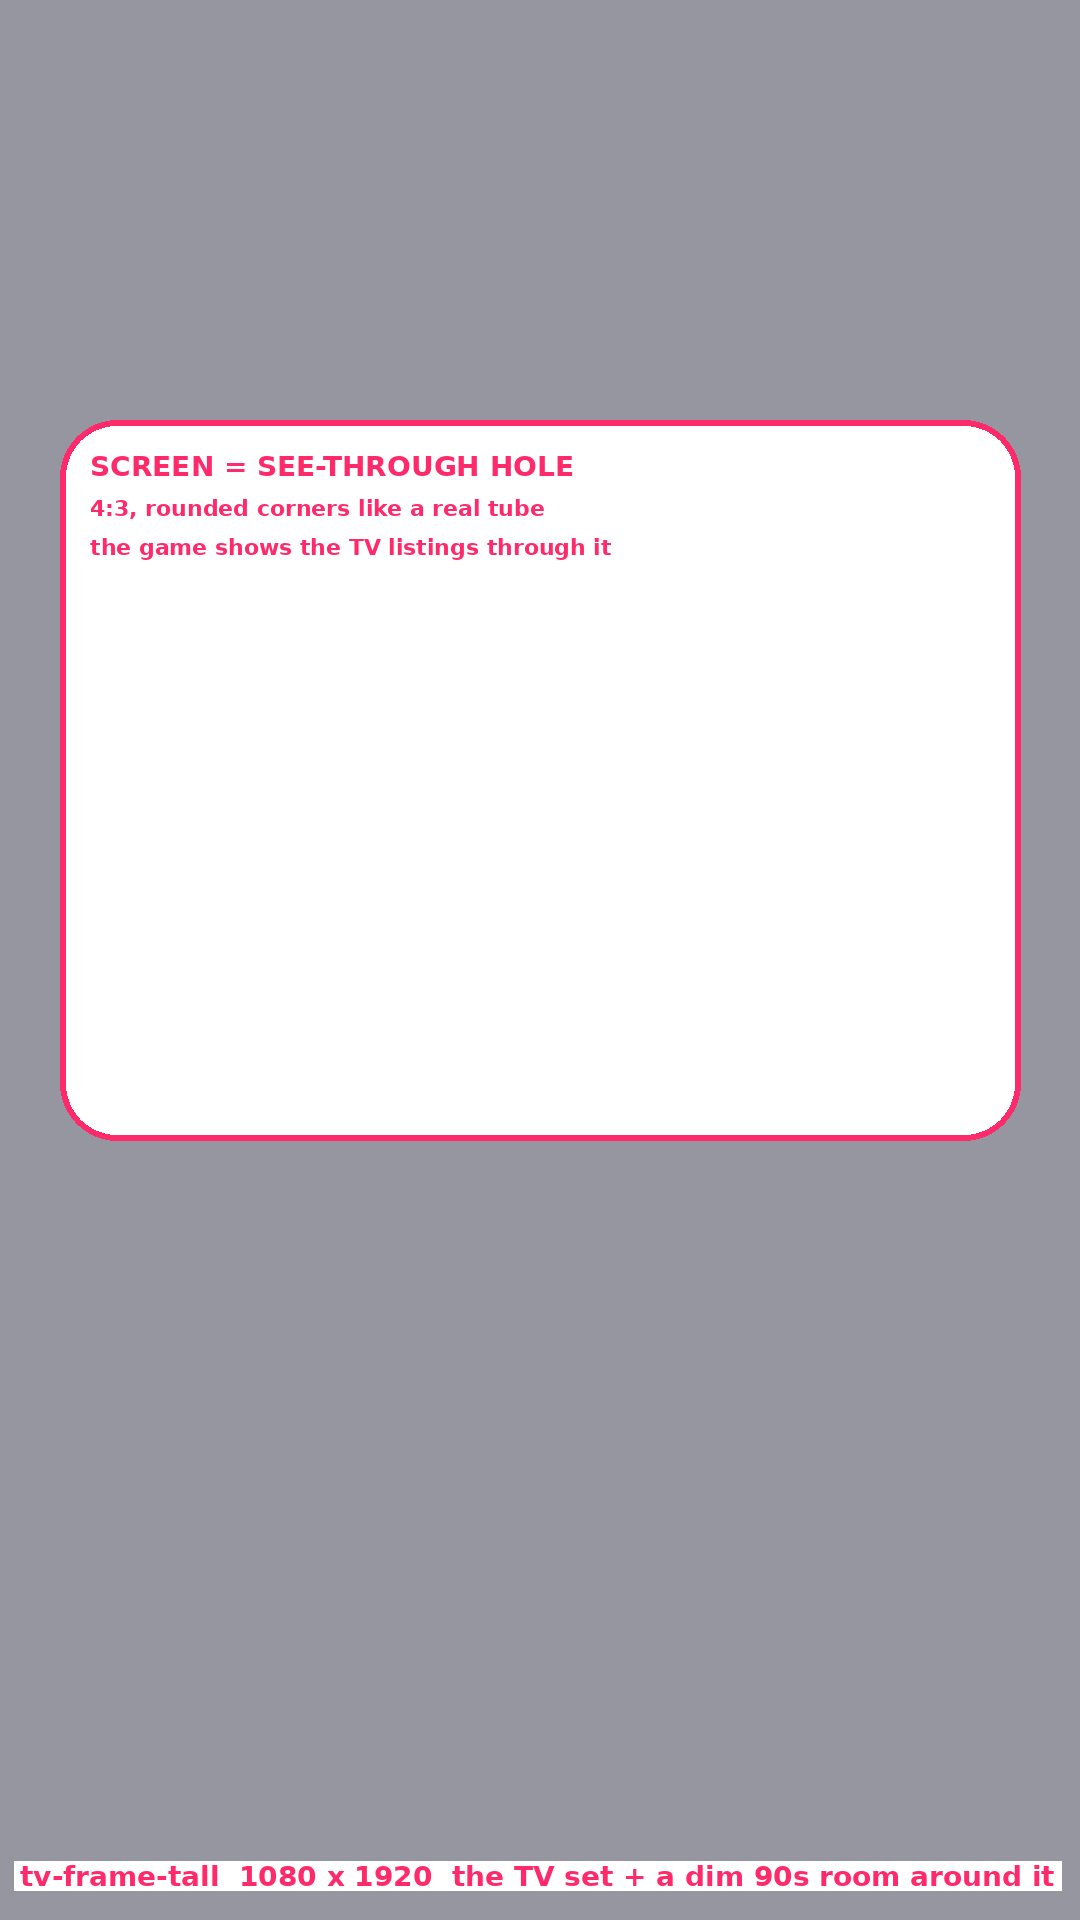 SCREEN = SEE-THROUGH HOLE
4:3, rounded corners like a real tube
the game shows the TV listings through it
tv-frame-tall  1080 x 1920  the TV set + a dim 90s room around it